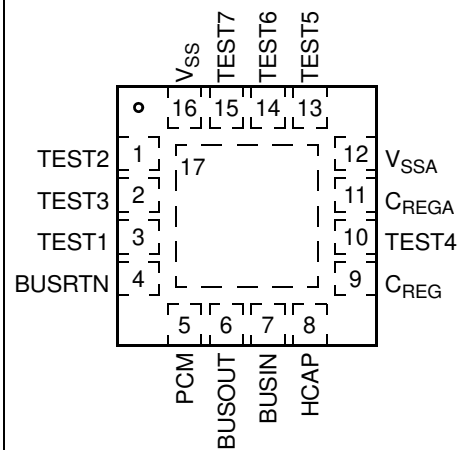 VSS
TEST7
TEST6
TEST5
16
15
14
13
TEST2
1
17
12
VSSA
TEST3
2
11
CREGA
TEST1
3
10
TEST4
BUSRTN
4
9
CREG
5
6
7
8
PCM
BUSOUT
BUSIN
HCAP